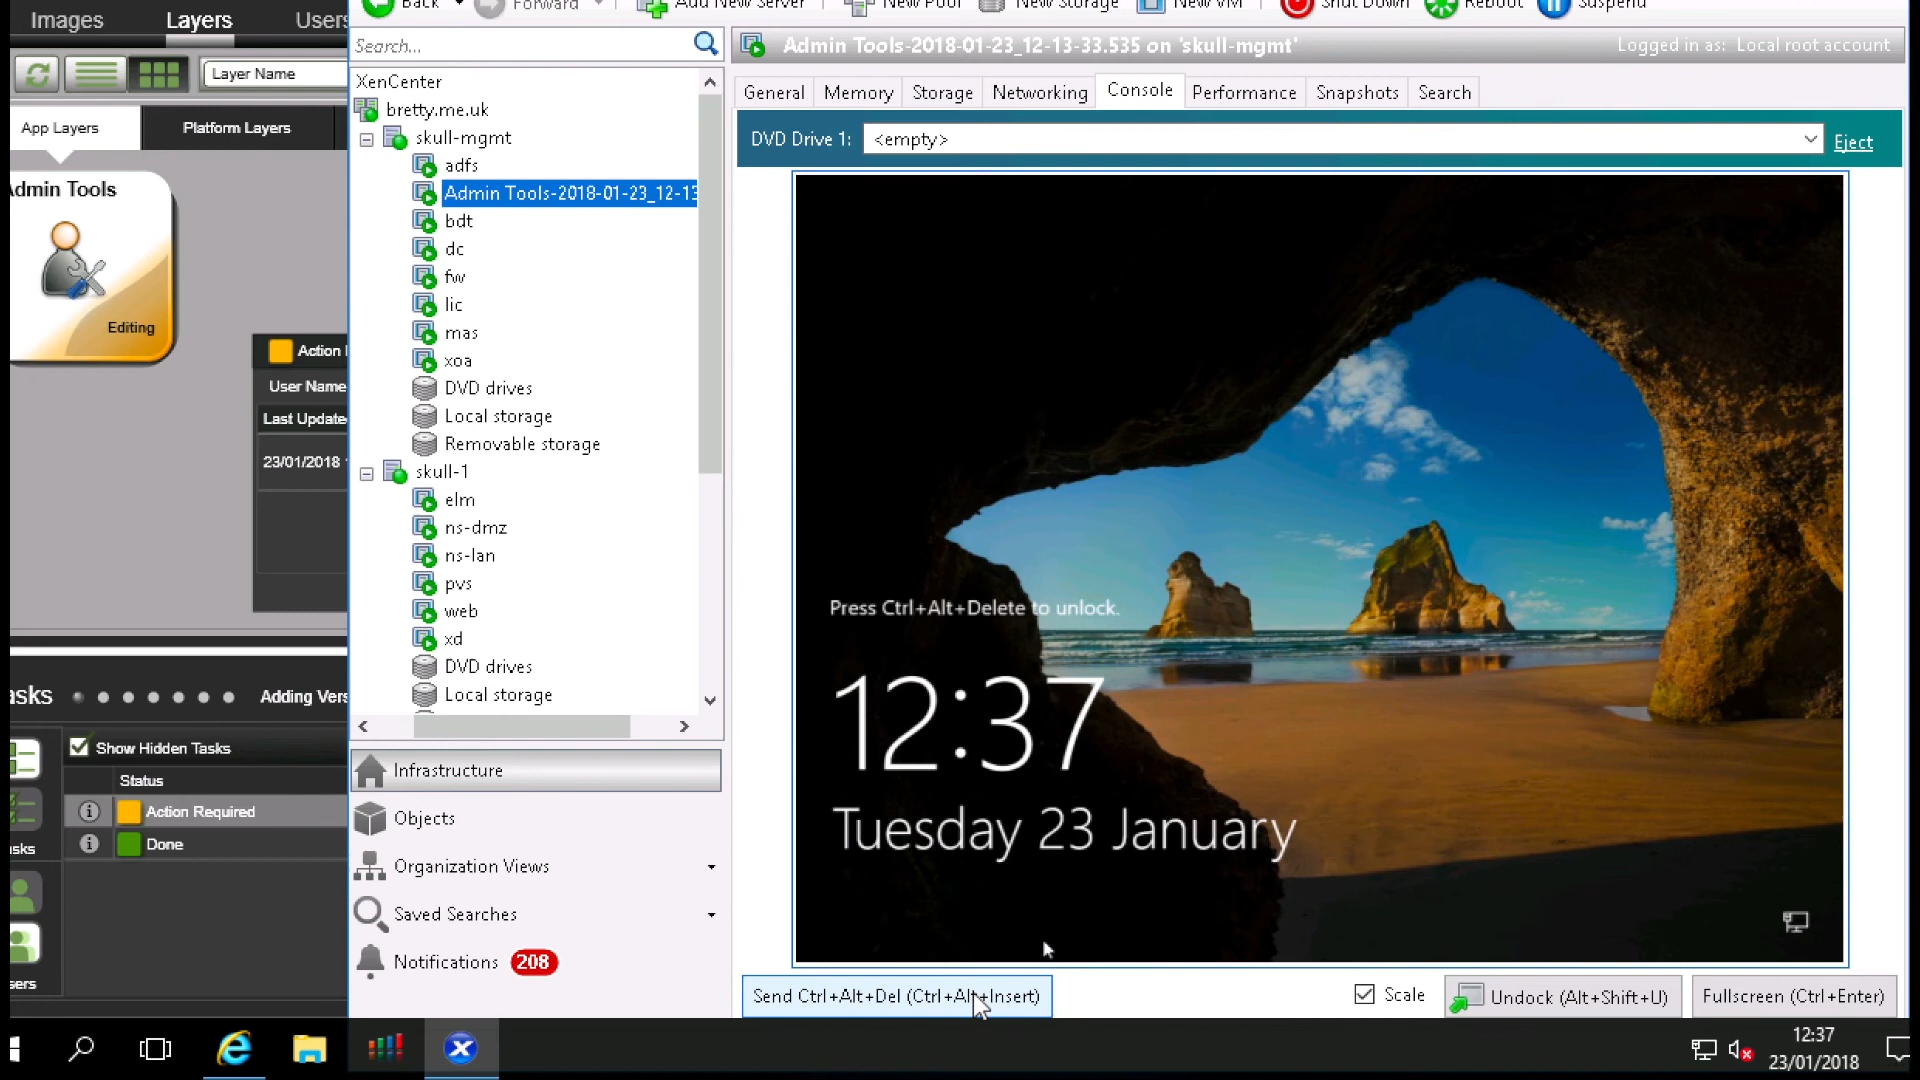 Images Layers Users
Layer Name
App Layers
Platform Layers
Admin Tools
Editing
Action
User Name
Last Update
23/01/2018
Adding Vers
Show Hidden Tasks
Status
Action Required
Done
Back Forward Add New Server New Pool New Storage New VM Shut Down Reboot Suspend
Search...
XenCenter
bretty.me.uk
skull-mgmt
adfs
Admin Tools-2018-01-23_12-13
bdt
dc
fw
lic
mas
xoa
DVD drives
Local storage
Removable storage
skull-1
elm
ns-dmz
ns-lan
pvs
web
xd
DVD drives
Local storage
Infrastructure
Objects
Organization Views
Saved Searches
Notifications 208
Admin Tools-2018-01-23_12-13-33.535 on 'skull-mgmt'
Logged in as: Local root account
General Memory Storage Networking Console Performance Snapshots Search
DVD Drive 1: <empty> Eject
Press Ctrl+Alt+Delete to unlock.
12:37
Tuesday 23 January
Send Ctrl+Alt+Del (Ctrl+Alt+Insert)
Scale
Undock (Alt+Shift+U)
Fullscreen (Ctrl+Enter)
12:37
23/01/2018